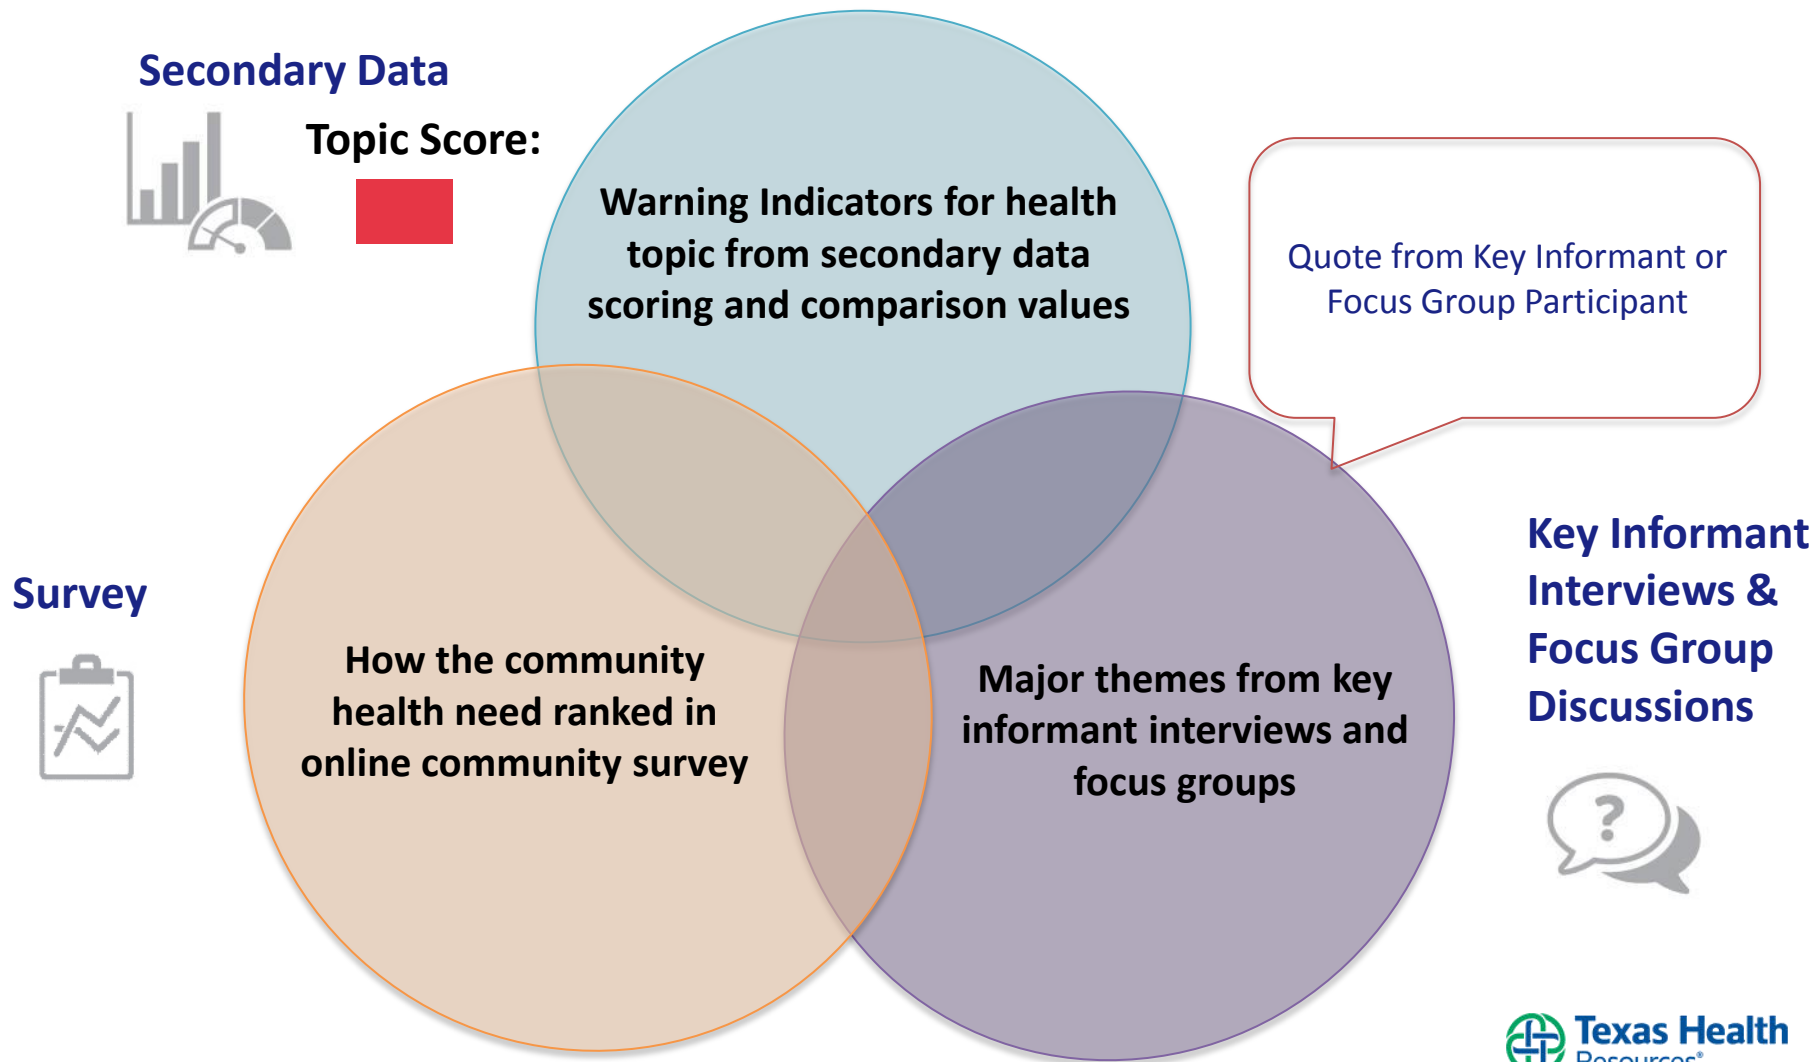 Secondary Data
Topic Score:
Warning Indicators for health
topic from secondary data
scoring and comparison values
Quote from Key Informant or
Focus Group Participant
Survey
How the community
health need ranked in
online community survey
Major themes from key
informant interviews and
focus groups
Key Informant
Interviews &
Focus Group
Discussions
?
Texas Health
Resources®